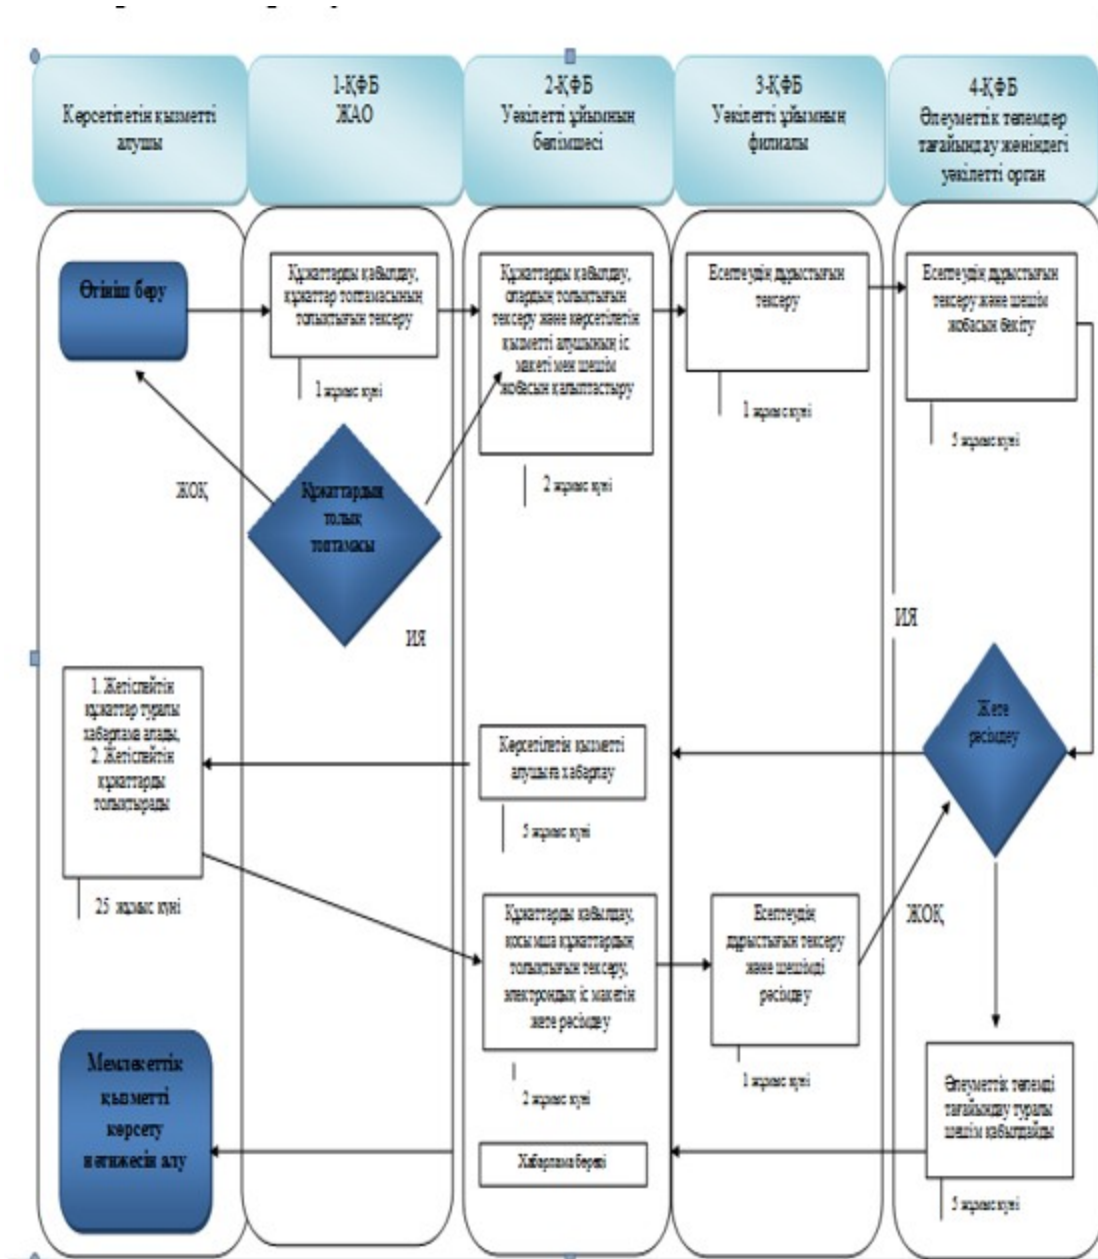 Көрсетілетін қызметті
алушы
1-ҚФБ
ЖАО
2-ҚФБ
Уәкілетті ұйымның
бөлімшесі
3-ҚФБ
Уәкілетті ұйымның
филиалы
4-ҚФБ
Әлеуметтік төлемдер
тағайындау жөніндегі
уәкілетті орган
Өтініш беру
Құжаттарды қабылдау,
құжаттар топтамасының
толықтығын тексеру
1 жұмыс күні
Құжаттарды қабылдау,
олардың толықтығын
тексеру және көрсетілетін
қызметті алушының іс
макеті мен шешім
жобасын қалыптастыру
2 жұмыс күні
Есептеудің дұрыстығын
тексеру
1 жұмыс күні
Есептеудің дұрыстығын
тексеру және шешім
жобасын бекіту
5 жұмыс күні
ЖОҚ
Құжаттардың
толық
топтамасы
ИЯ
ИЯ
1. Жетіспейтін
құжаттар туралы
хабарлама алады,
2. Жетіспейтін
құжаттарды
толықтырады
25 жұмыс күні
Көрсетілетін қызметті
алушыға хабарлау
5 жұмыс күні
Жете
рәсімдеу
Құжаттарды қабылдау,
қосымша құжаттардың
толықтығын тексеру,
электрондық іс макетін
жете рәсімдеу
2 жұмыс күні
Есептеудің
дұрыстығын тексеру
және шешімді
рәсімдеу
1 жұмыс күні
ЖОҚ
Мемлекеттік
қызметті
көрсету
нәтижесін алу
Хабарлама береді
Әлеуметтік төлемді
тағайындау туралы
шешім қабылдайды
5 жұмыс күні